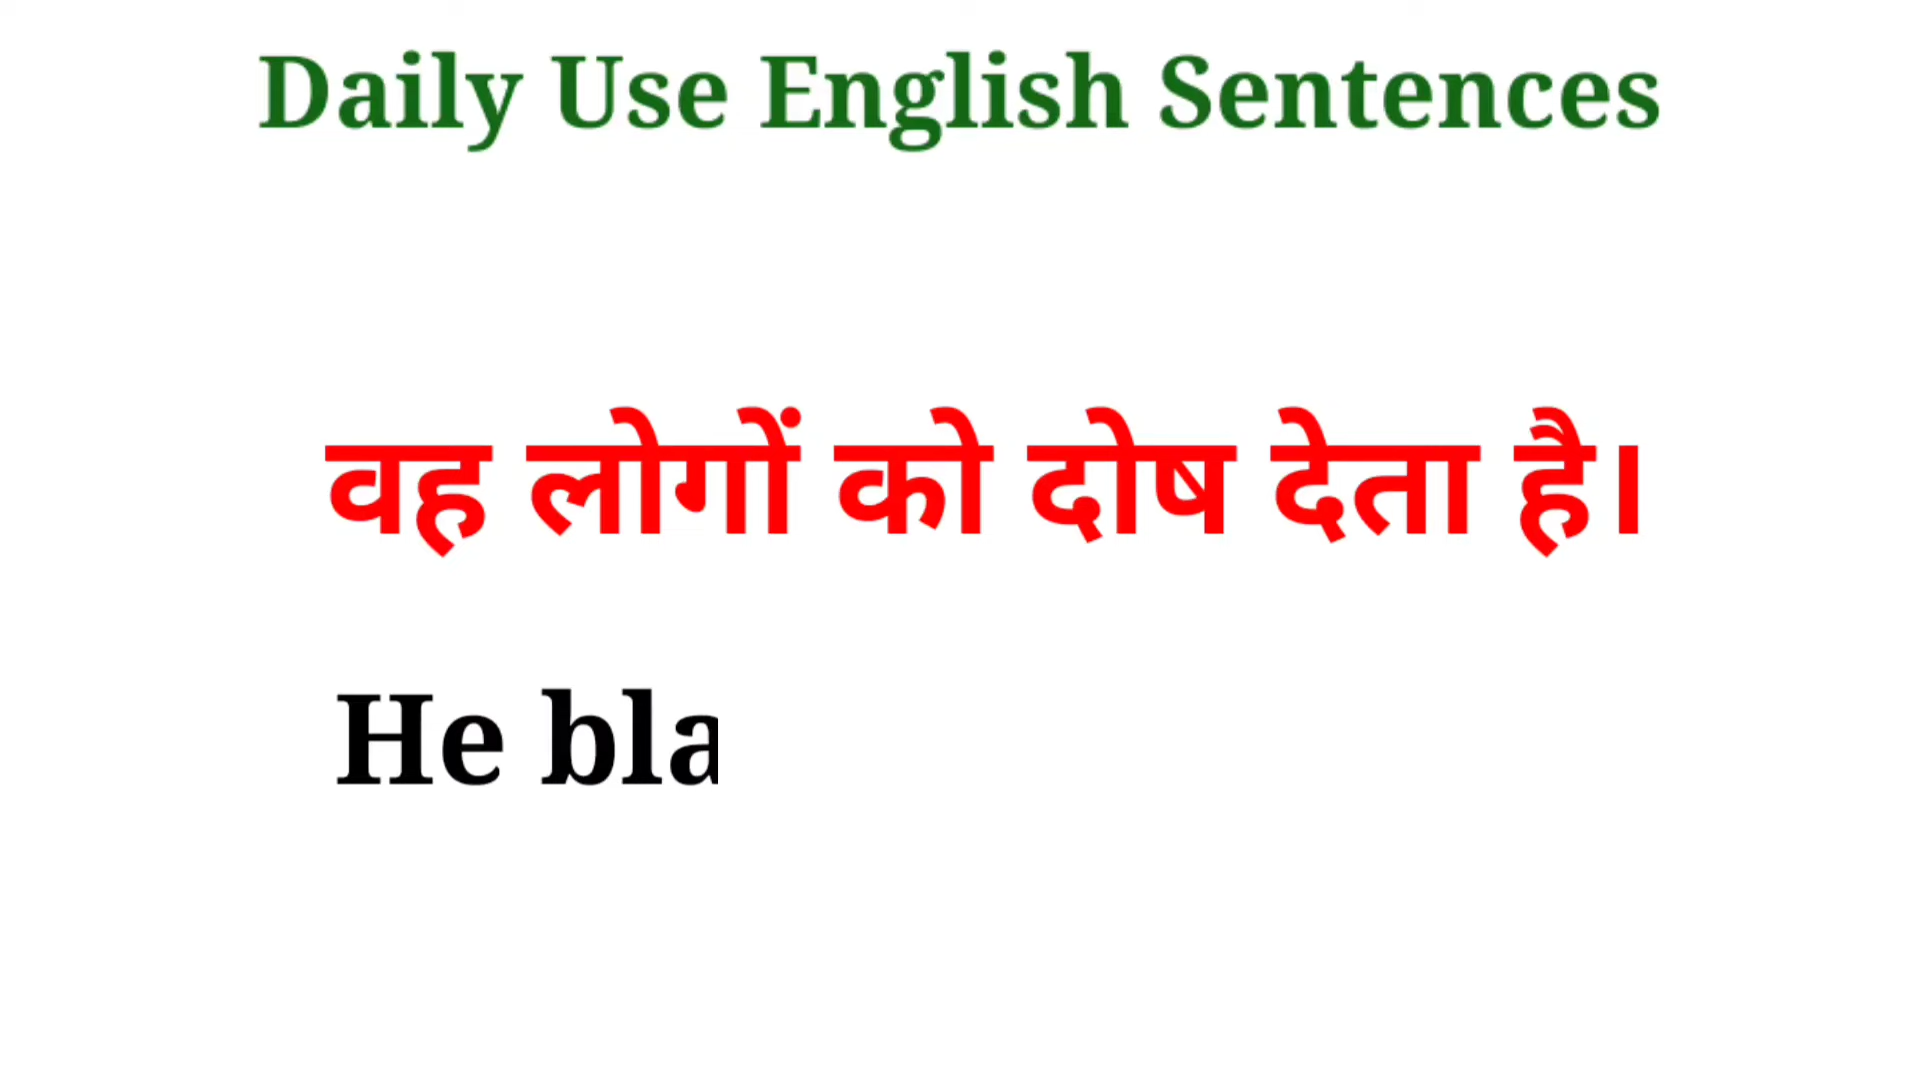 Daily Use English Sentences
वह लोगों को दोष देता है।
He bla